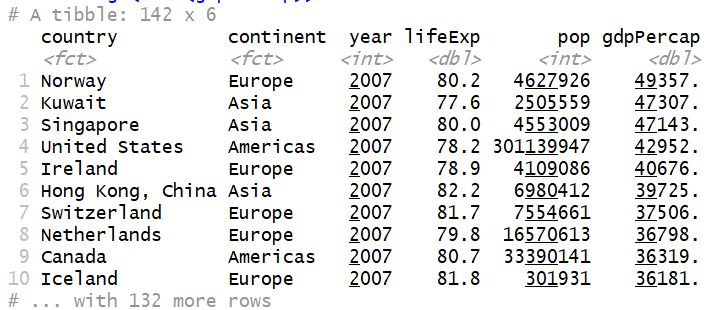 # A tibble: 142 x 6
country continent year lifeExp pop gdpPercap
<fct> <fct> <int> <dbl> <int> <dbl>
1 Norway Europe 2007 80.2 4627926 49357.
2 Kuwait Asia 2007 77.6 2505559 47307.
3 Singapore Asia 2007 80.0 4553009 47143.
4 United States Americas 2007 78.2 301139947 42952.
5 Ireland Europe 2007 78.9 4109086 40676.
6 Hong Kong, China Asia 2007 82.2 6980412 39725.
7 Switzerland Europe 2007 81.7 7554661 37506.
8 Netherlands Europe 2007 79.8 16570613 36798.
9 Canada Americas 2007 80.7 33390141 36319.
10 Iceland Europe 2007 81.8 301931 36181.
# ... with 132 more rows